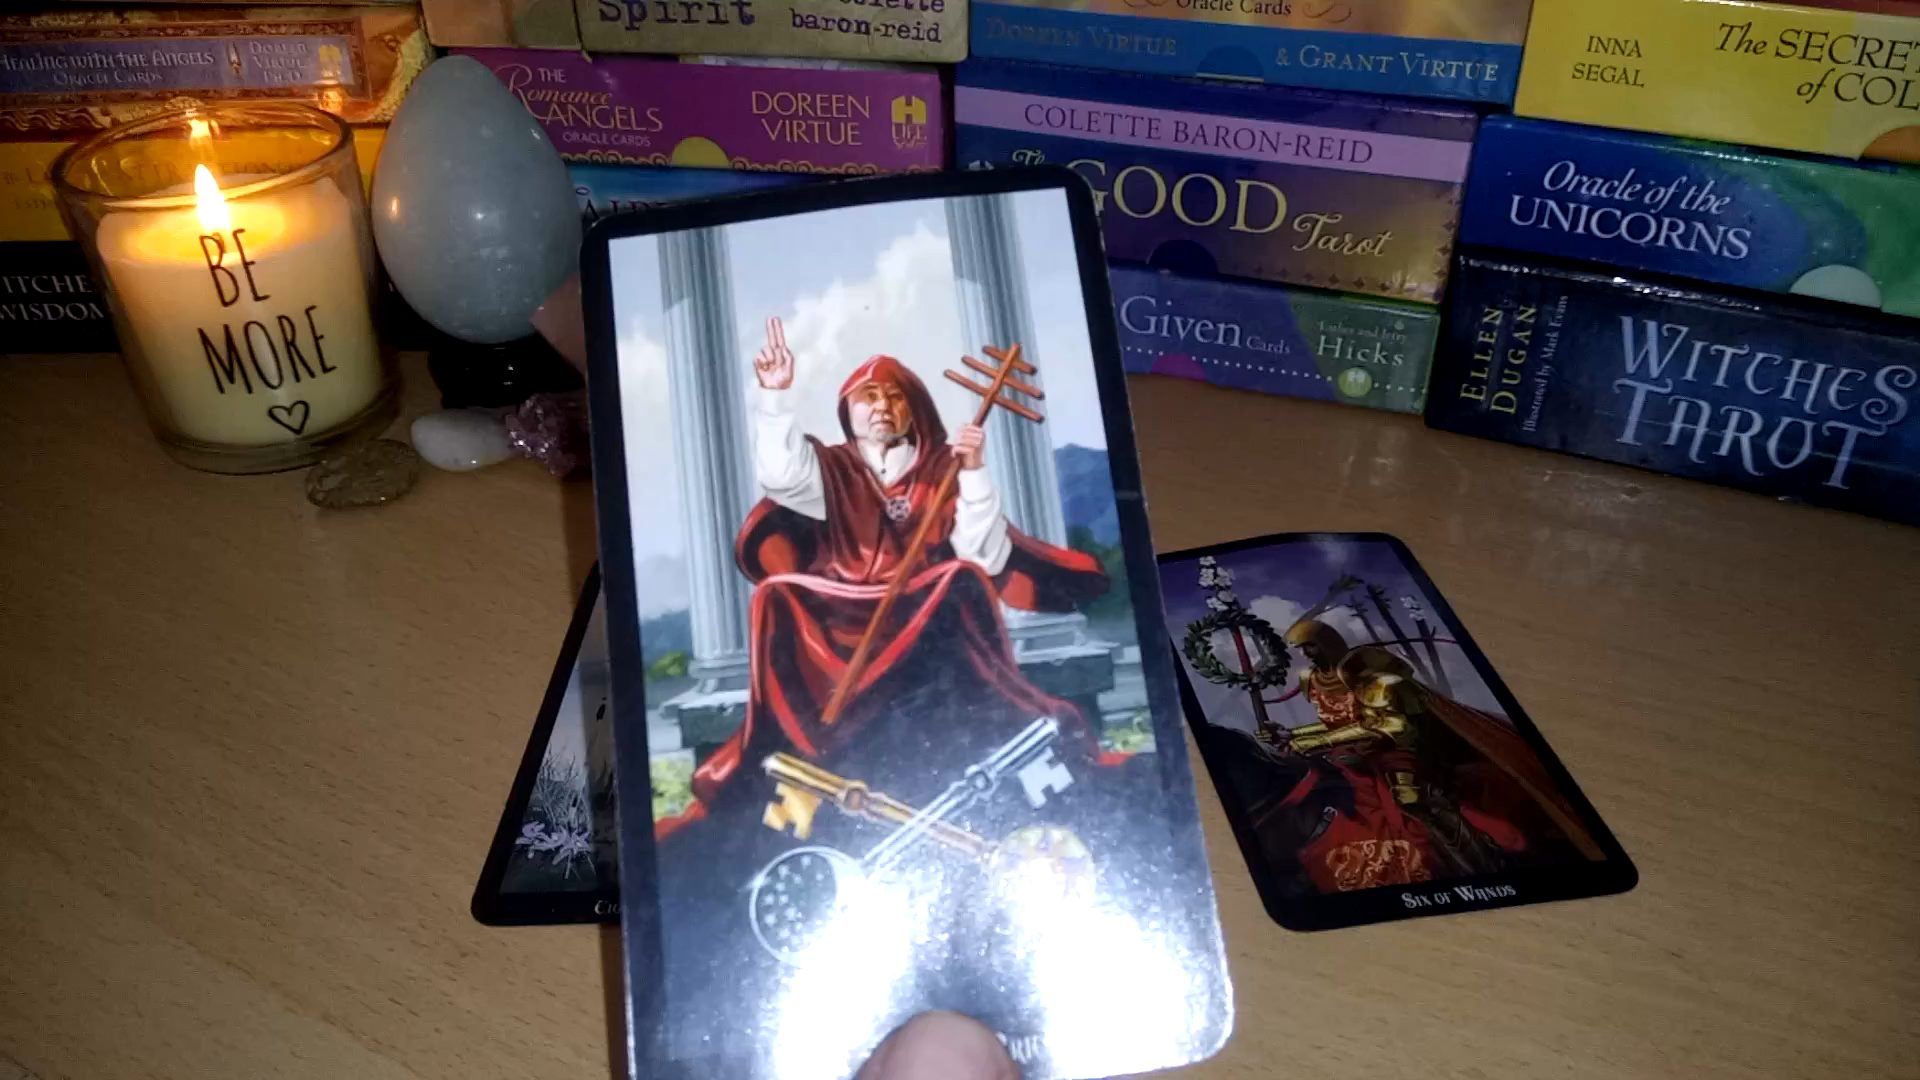 Spirit
baron-reid
Oracle Cards
DOREEN VIRTUE
& GRANT VIRTUE
INNA
SEGAL
The SECRET
of COL
HEALING WITH THE ANGELS
ORACLE CARDS
DOREEN
VIRTUE
Ph.D.
THE
Romance
ANGELS
ORACLE CARDS
DOREEN
VIRTUE
COLETTE BARON-REID
The
GOOD
Tarot
Oracle of the
UNICORNS
Given Cards
Esther and Jerry
Hicks
ELLEN
DUGAN
Illustrated by Mark Evans
WITCHES
TAROT
WISDOM
BE
MORE
SIX OF WANDS